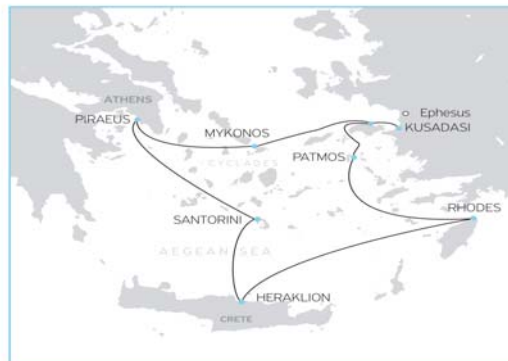 ATHENS
PIRAEUS
Ephesus
KUSADASI
MYKONOS
CYCLADES
PATMOS
RHODES
SANTORINI
AEGEAN SEA
HERAKLION
CRETE